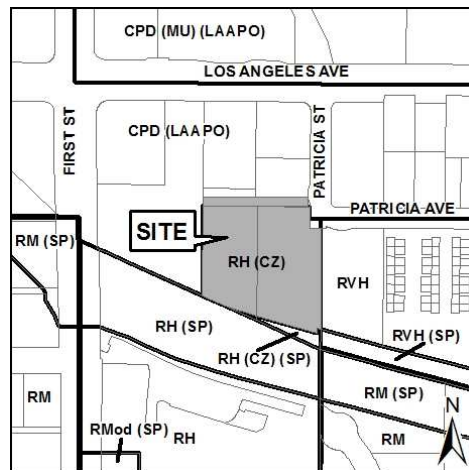 CPD (MU) (LAAPO)
LOS ANGELES AVE
FIRST ST
CPD (LAAPO)
PATRICIA ST
PATRICIA AVE
SITE
RM (SP)
RH (CZ)
RVH
RH (SP)
RVH (SP)
RH (CZ) (SP)
RM
RM (SP)
RMod (SP)
RH
RM
N